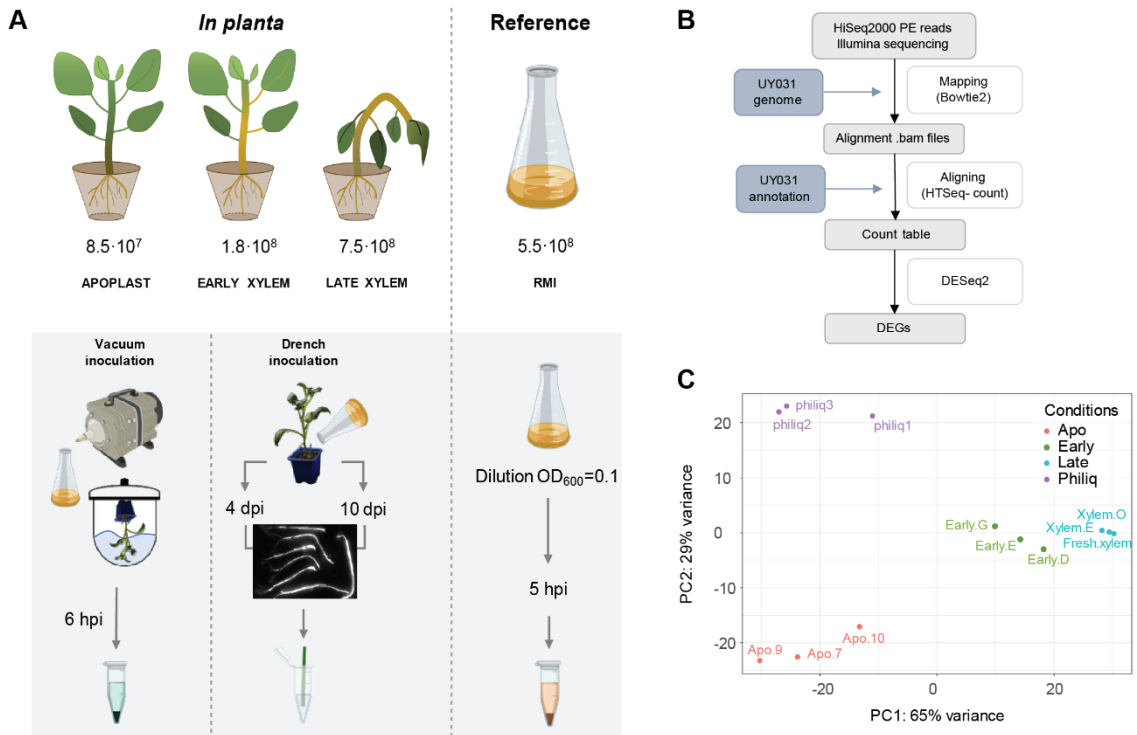 A
In planta
Reference
8.5·10⁷
1.8·10⁸
7.5·10⁸
5.5·10⁸
APOPLAST
EARLY XYLEM
LATE XYLEM
RMI
Vacuum
inoculation
Drench
inoculation
4 dpi
10 dpi
6 hpi
Dilution OD₆₀₀=0.1
5 hpi
B
HiSeq2000 PE reads
Illumina sequencing
UY031
genome
Mapping
(Bowtie2)
Alignment .bam files
UY031
annotation
Aligning
(HTSeq- count)
Count table
DESeq2
DEGs
C
PC2: 29% variance
20
10
0
-10
-20
philiq3
philiq2
philiq1
Conditions
Apo
Early
Late
Philiq
Early.G
Early.E
Early.D
Xylem.O
Xylem.E
Fresh.xylem
Apo.10
Apo.9
Apo.7
-20
0
20
PC1: 65% variance